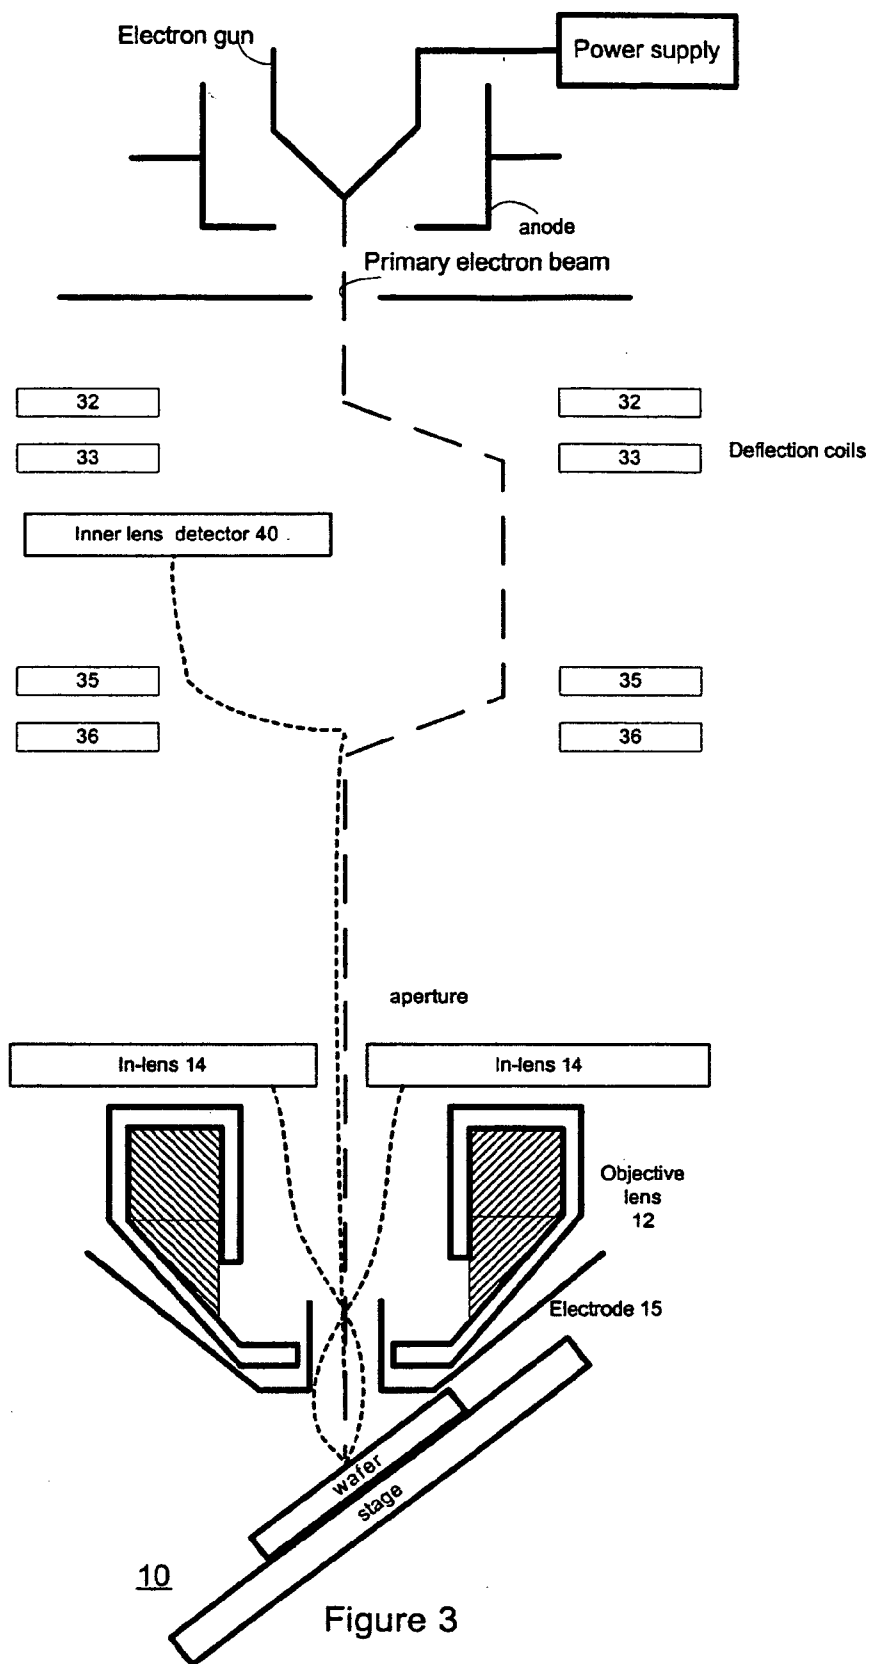 Electron gun
Power supply
anode
Primary electron beam
32
32
33
33
Deflection coils
Inner lens detector 40
35
35
36
36
aperture
In-lens 14
In-lens 14
Objective
lens
12
Electrode 15
wafer
stage
10
Figure 3